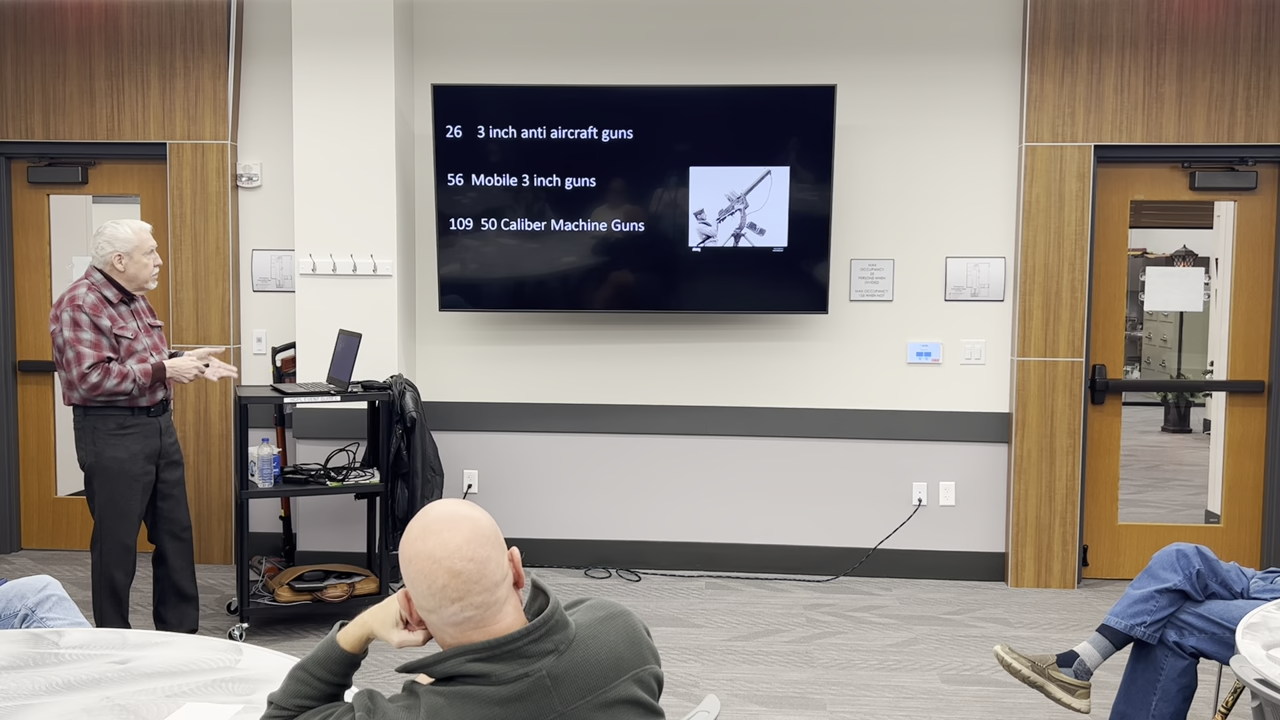 26 3 inch anti aircraft guns
56 Mobile 3 inch guns
109 50 Caliber Machine Guns